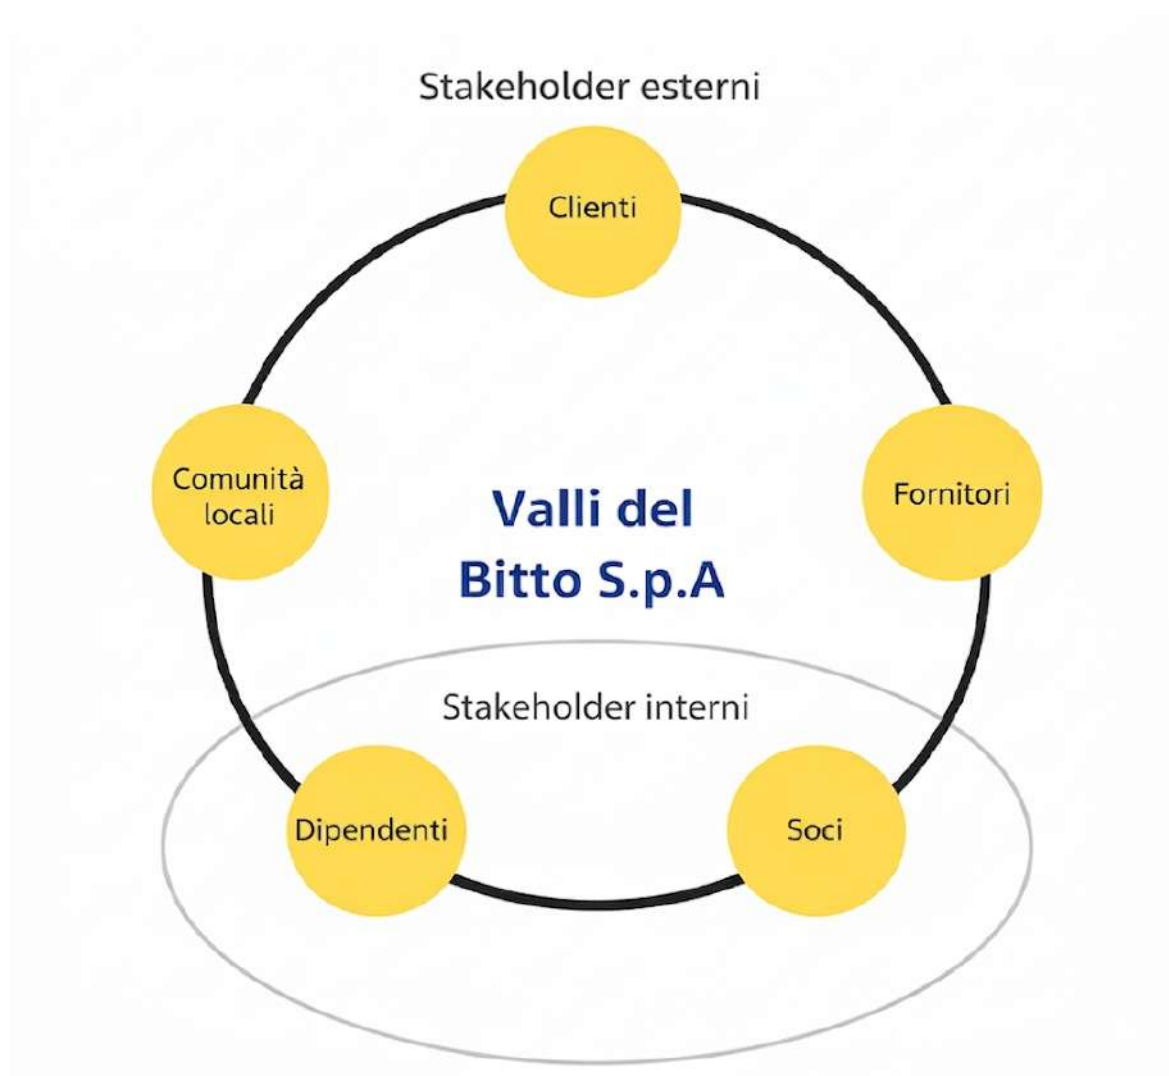 Stakeholder esterni
Clienti
Comunità
locali
Fornitori
Valli del
Bitto S.p.A
Stakeholder interni
Dipendenti
Soci